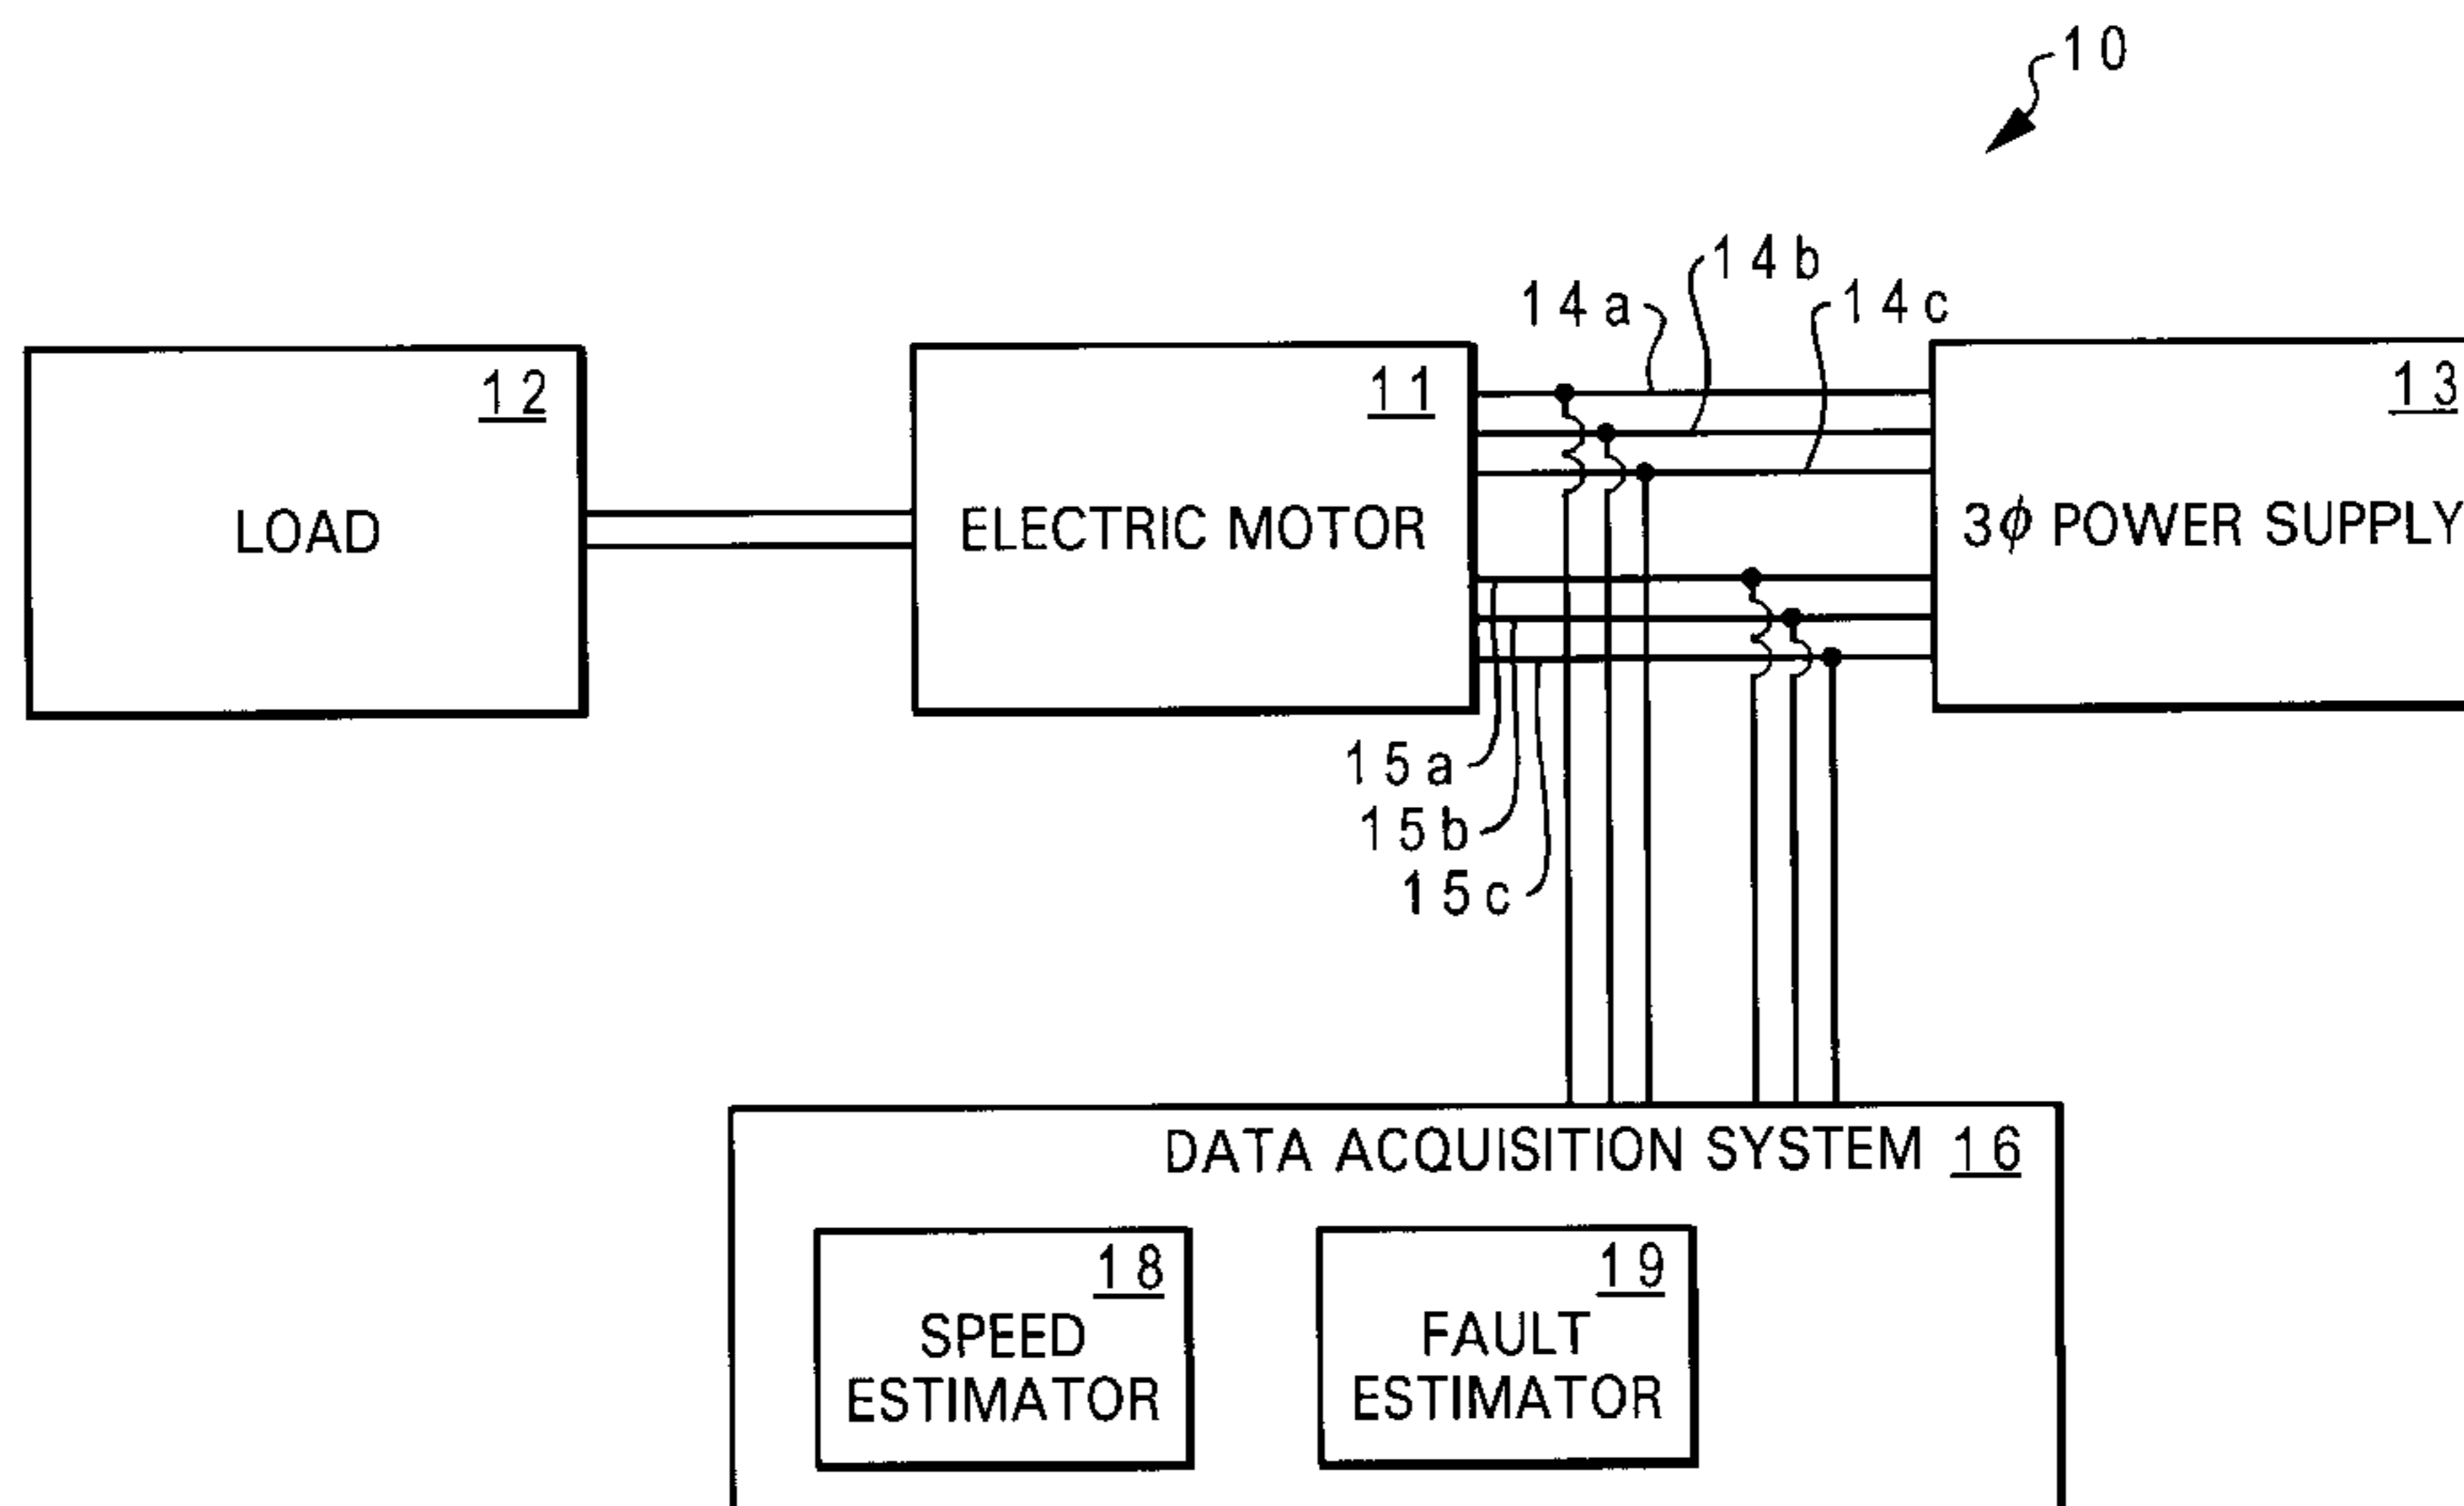 10
14b
14a
14c
12
11
13
LOAD
ELECTRIC MOTOR
3ϕ POWER SUPPLY
15a
15b
15c
DATA ACQUISITION SYSTEM 16
18
SPEED
ESTIMATOR
19
FAULT
ESTIMATOR